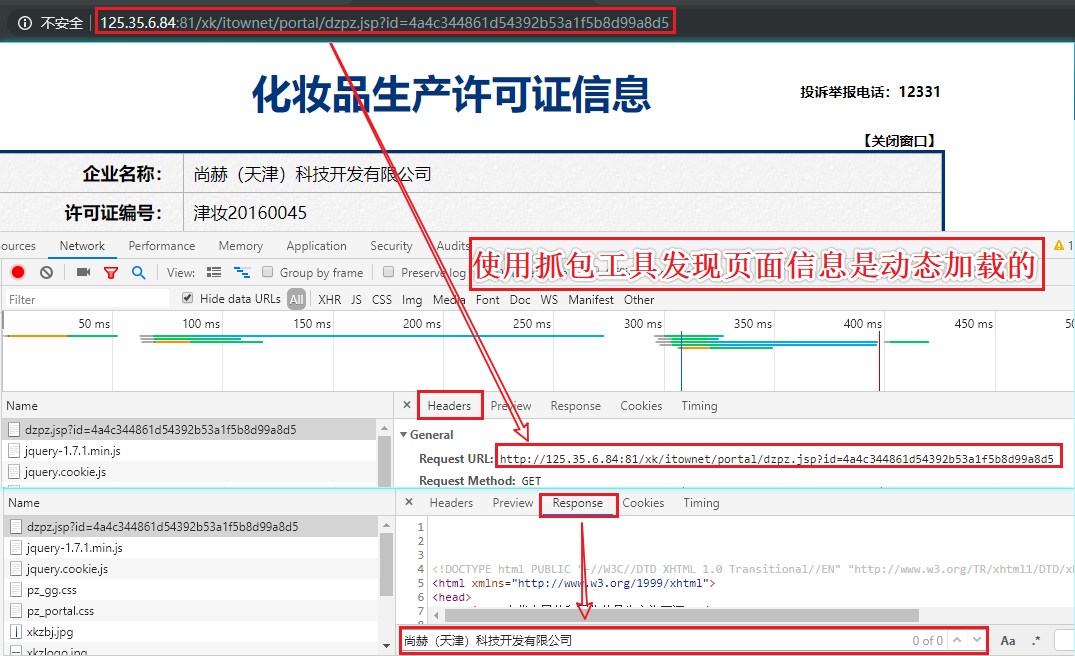 不安全 125.35.6.84:81/xk/itownet/portal/dzpz.jsp?id=4a4c344861d54392b53a1f5b8d99a8d5
化妆品生产许可证信息
投诉举报电话：12331
【关闭窗口】
企业名称： 尚赫（天津）科技开发有限公司
许可证编号： 津妆20160045
ources Network Performance Memory Application Security Audits 1
使用抓包工具发现页面信息是动态加载的
View: Group by frame Preserve log
Filter Hide data URLs All XHR JS CSS Img Media Font Doc WS Manifest Other
50 ms 100 ms 150 ms 200 ms 250 ms 300 ms 350 ms 400 ms 450 ms 50
Name × Headers Preview Response Cookies Timing
dzpz.jsp?id=4a4c344861d54392b53a1f5b8d99a8d5
jquery-1.7.1.min.js
jquery.cookie.js
General
Request URL: http://125.35.6.84:81/xk/itownet/portal/dzpz.jsp?id=4a4c344861d54392b53a1f5b8d99a8d5
Request Method: GET
Name × Headers Preview Response Cookies Timing
dzpz.jsp?id=4a4c344861d54392b53a1f5b8d99a8d5
jquery-1.7.1.min.js
jquery.cookie.js
pz_gg.css
pz_portal.css
xkzbj.jpg
xkzlogo.jpg
1
2
3
4 <!DOCTYPE html PUBLIC "-//W3C//DTD XHTML 1.0 Transitional//EN" "http://www.w3.org/TR/xhtml1/DTD/x
5 <html xmlns="http://www.w3.org/1999/xhtml">
6 <head>
7
尚赫（天津）科技开发有限公司 0 of 0 Aa .*